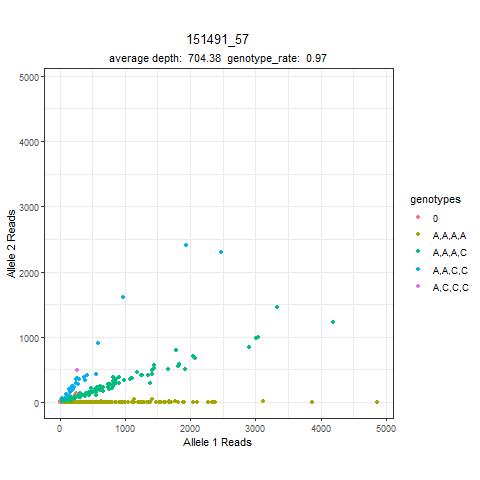 151491_57
average depth: 704.38 genotype_rate: 0.97
5000
4000
3000
2000
1000
0
Allele 2 Reads
0 1000 2000 3000 4000 5000
Allele 1 Reads
genotypes
0
A,A,A,A
A,A,A,C
A,A,C,C
A,C,C,C